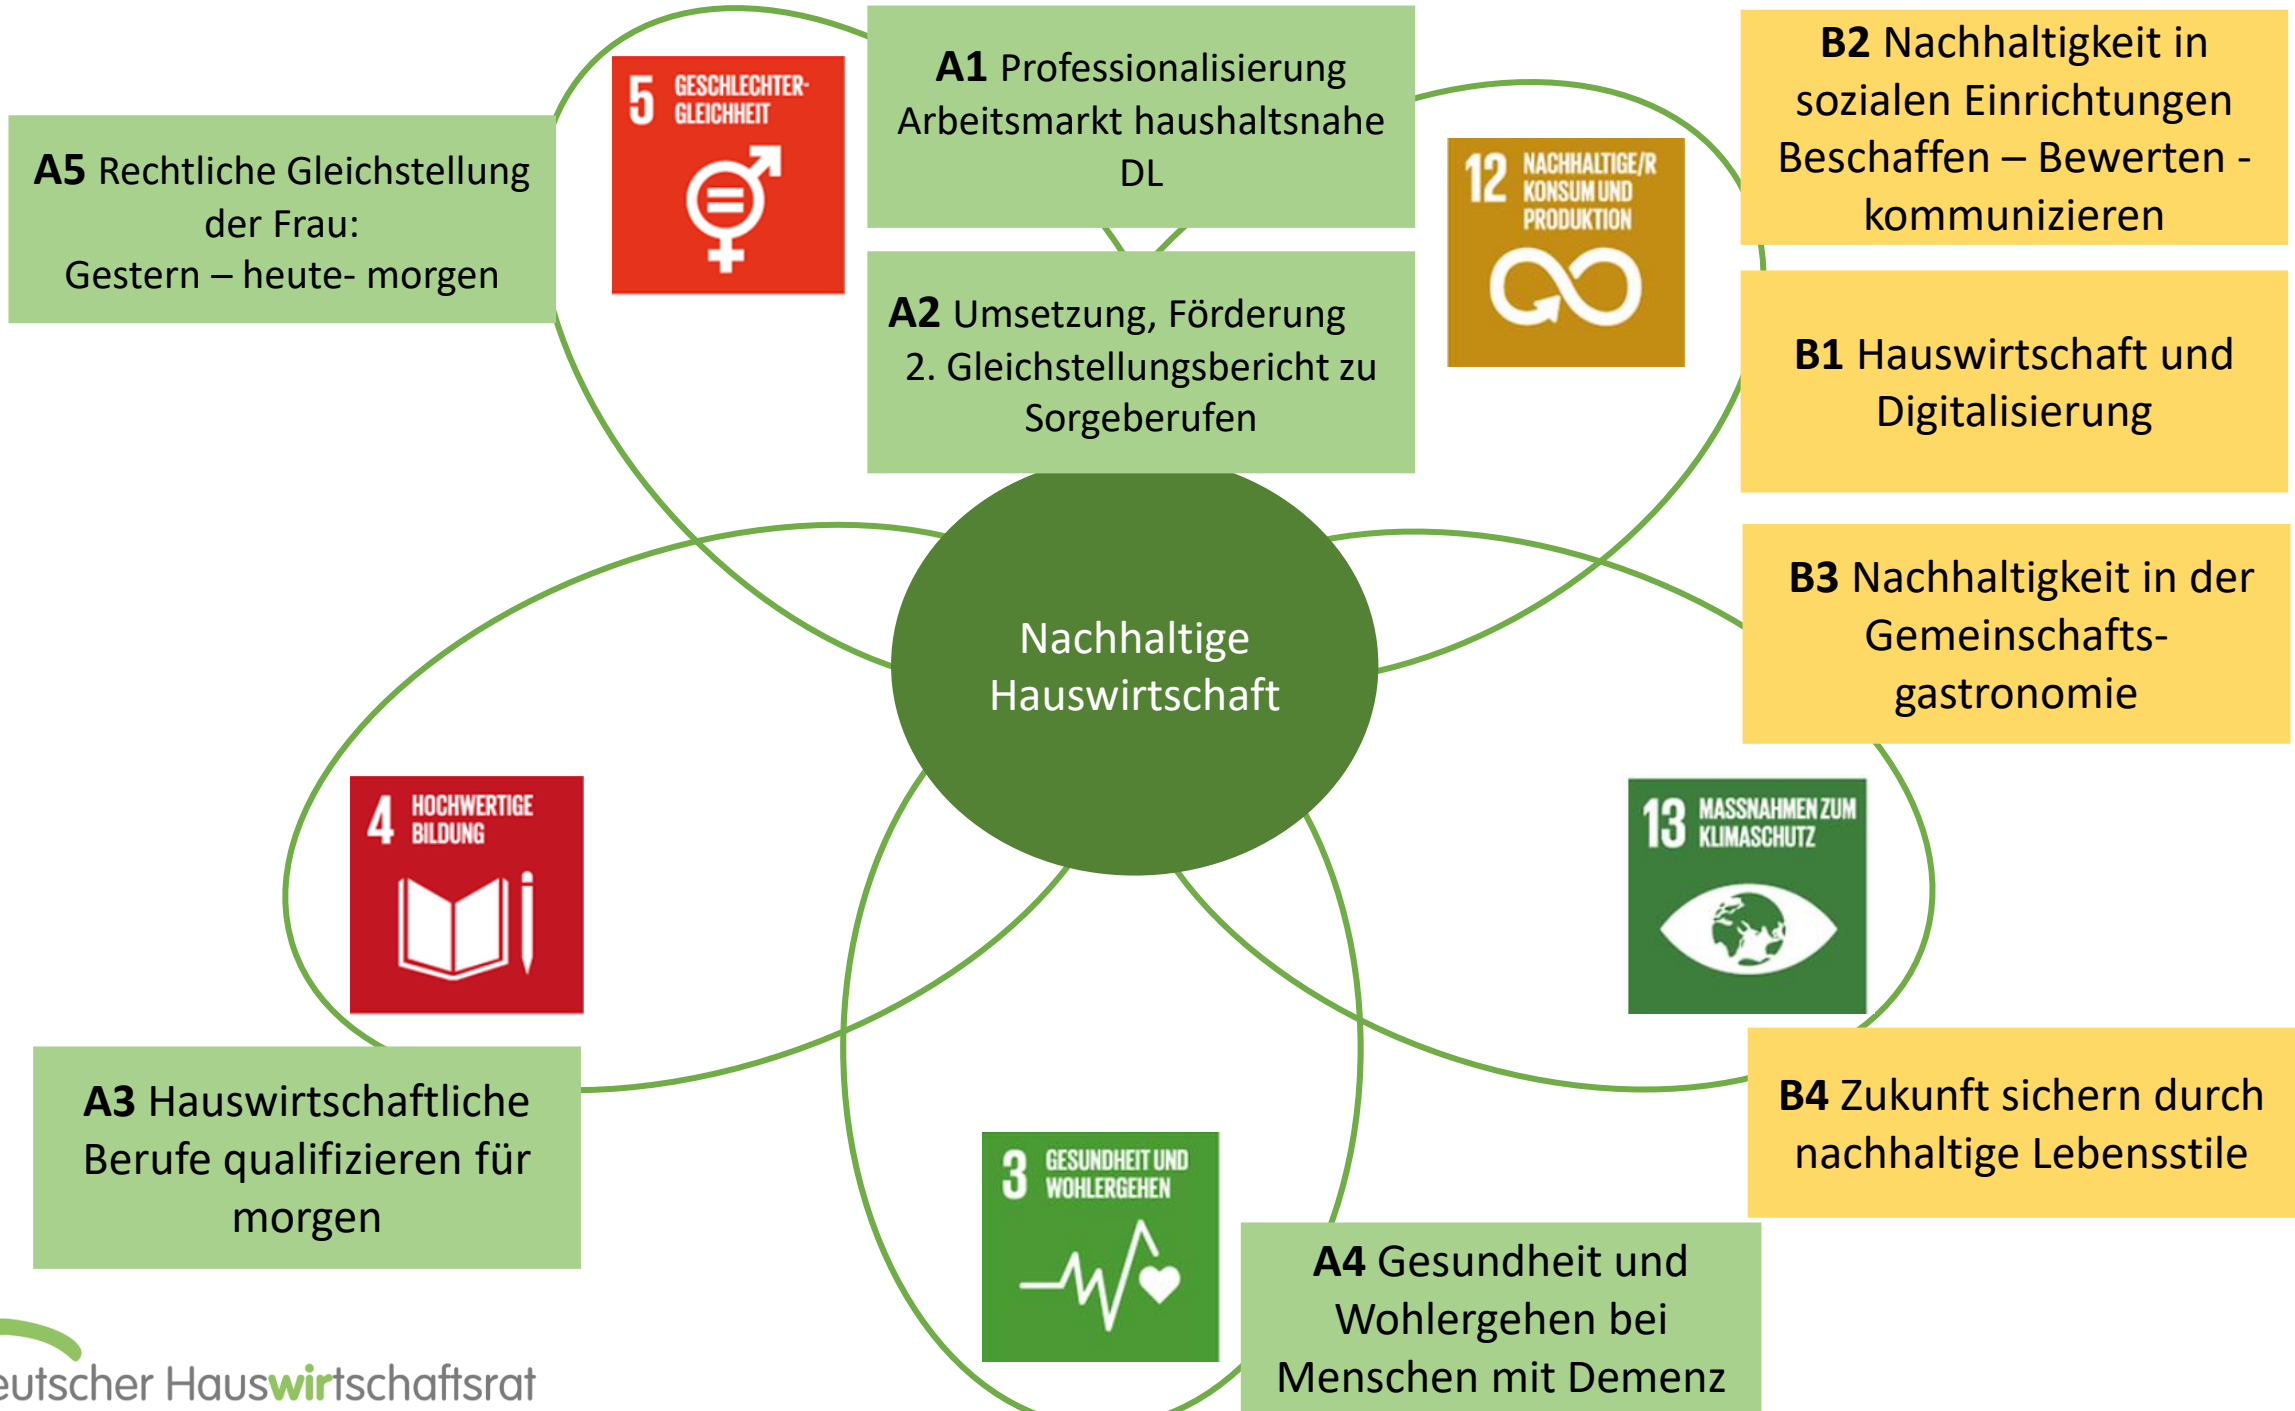 A5 Rechtliche Gleichstellung
der Frau:
Gestern – heute- morgen
5 GESCHLECHTER-
GLEICHHEIT
A1 Professionalisierung
Arbeitsmarkt haushaltsnahe
DL
A2 Umsetzung, Förderung
2. Gleichstellungsbericht zu
Sorgeberufen
12 NACHHALTIGE/R
KONSUM UND
PRODUKTION
B2 Nachhaltigkeit in
sozialen Einrichtungen
Beschaffen – Bewerten -
kommunizieren
B1 Hauswirtschaft und
Digitalisierung
B3 Nachhaltigkeit in der
Gemeinschafts-
gastronomie
Nachhaltige
Hauswirtschaft
4 HOCHWERTIGE
BILDUNG
13 MASSNAHMEN ZUM
KLIMASCHUTZ
A3 Hauswirtschaftliche
Berufe qualifizieren für
morgen
3 GESUNDHEIT UND
WOHLERGEHEN
B4 Zukunft sichern durch
nachhaltige Lebensstile
A4 Gesundheit und
Wohlergehen bei
Menschen mit Demenz
eutscher Hauswirtschaftsrat